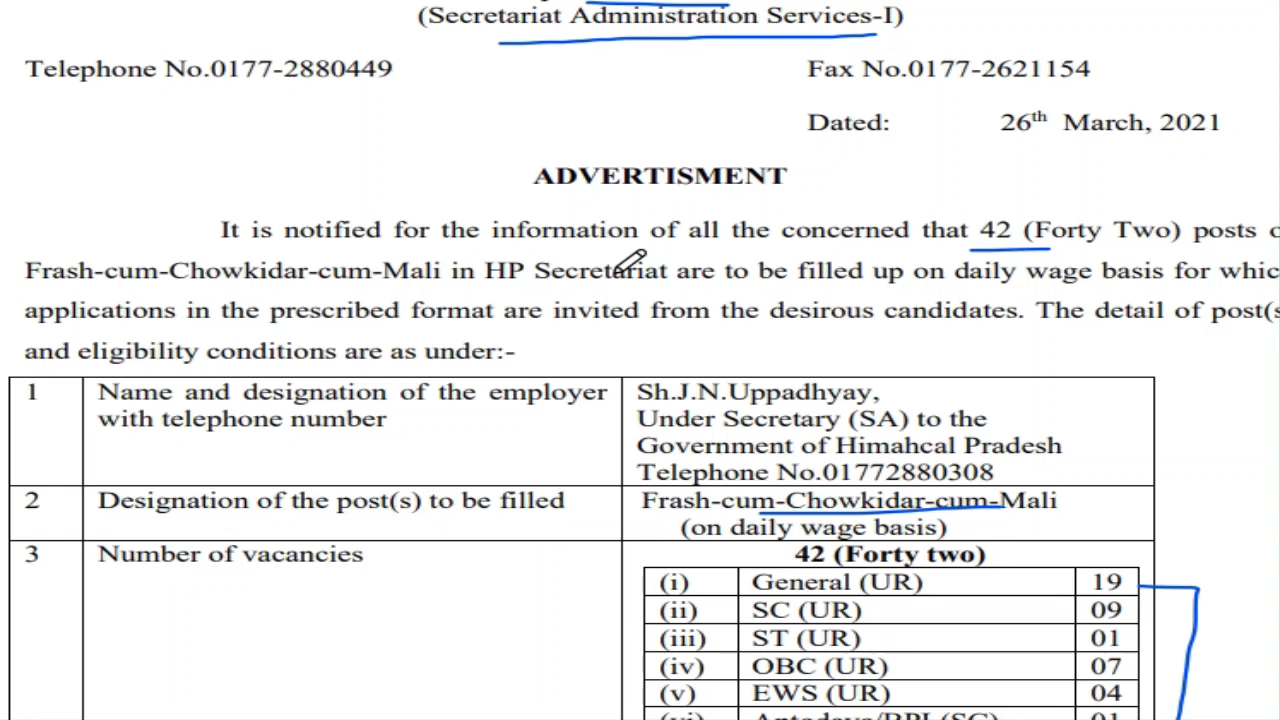 (Secretariat Administration Services-I)
Telephone No.0177-2880449 Fax No.0177-2621154
Dated: 26th March, 2021
ADVERTISMENT
It is notified for the information of all the concerned that 42 (Forty Two) posts
Frash-cum-Chowkidar-cum-Mali in HP Secretariat are to be filled up on daily wage basis for whic
applications in the prescribed format are invited from the desirous candidates. The detail of post(s
and eligibility conditions are as under:-
1 Name and designation of the employer Sh.J.N.Uppadhyay,
with telephone number Under Secretary (SA) to the
Government of Himahcal Pradesh
Telephone No.01772880308
2 Designation of the post(s) to be filled Frash-cum-Chowkidar-cum-Mali
(on daily wage basis)
3 Number of vacancies 42 (Forty two)
(i) General (UR) 19
(ii) SC (UR) 09
(iii) ST (UR) 01
(iv) OBC (UR) 07
(v) EWS (UR) 04